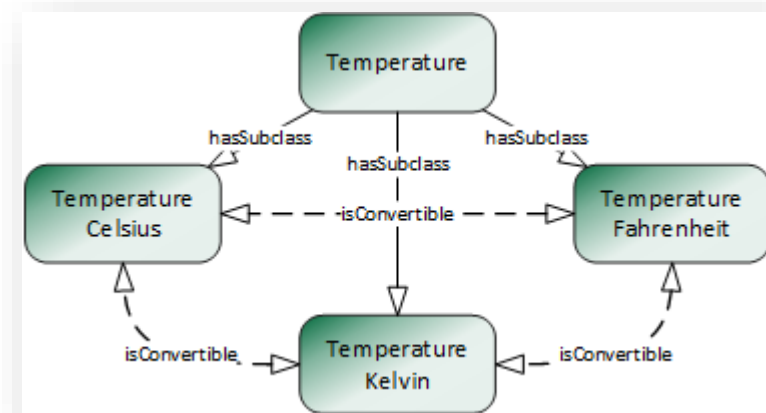 Temperature
hasSubclass
hasSubclass
hasSubclass
Temperature
Celsius
isConvertible
Temperature
Fahrenheit
isConvertible
Temperature
Kelvin
isConvertible